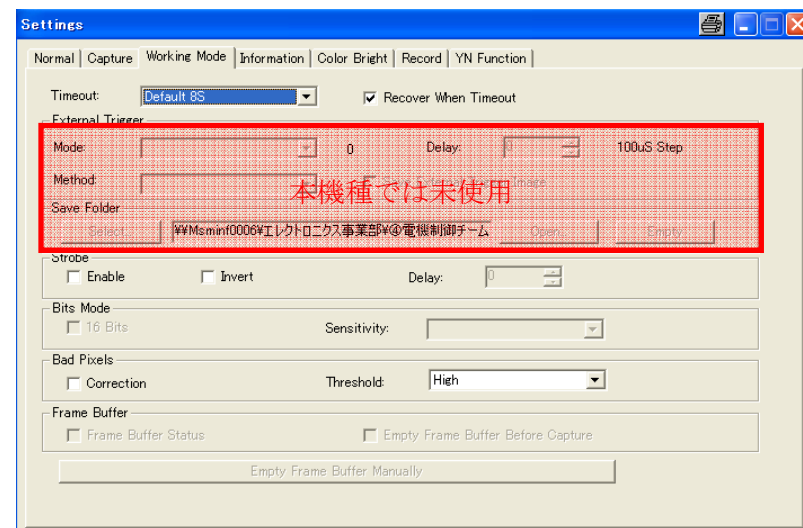 Settings
Normal Capture Working Mode Information Color Bright Record YN Function
Timeout: Default 8S Recover When Timeout
External Trigger
Mode: 0 Delay: 0 100uS Step
Method: Image
本機種では未使用
Save Folder
Select... ¥¥Msminf0006¥エレクトロニクス事業部¥④電機制御チーム Open... Empty
Strobe
Enable Invert Delay: 0
Bits Mode
16 Bits Sensitivity:
Bad Pixels
Correction Threshold: High
Frame Buffer
Frame Buffer Status Empty Frame Buffer Before Capture
Empty Frame Buffer Manually